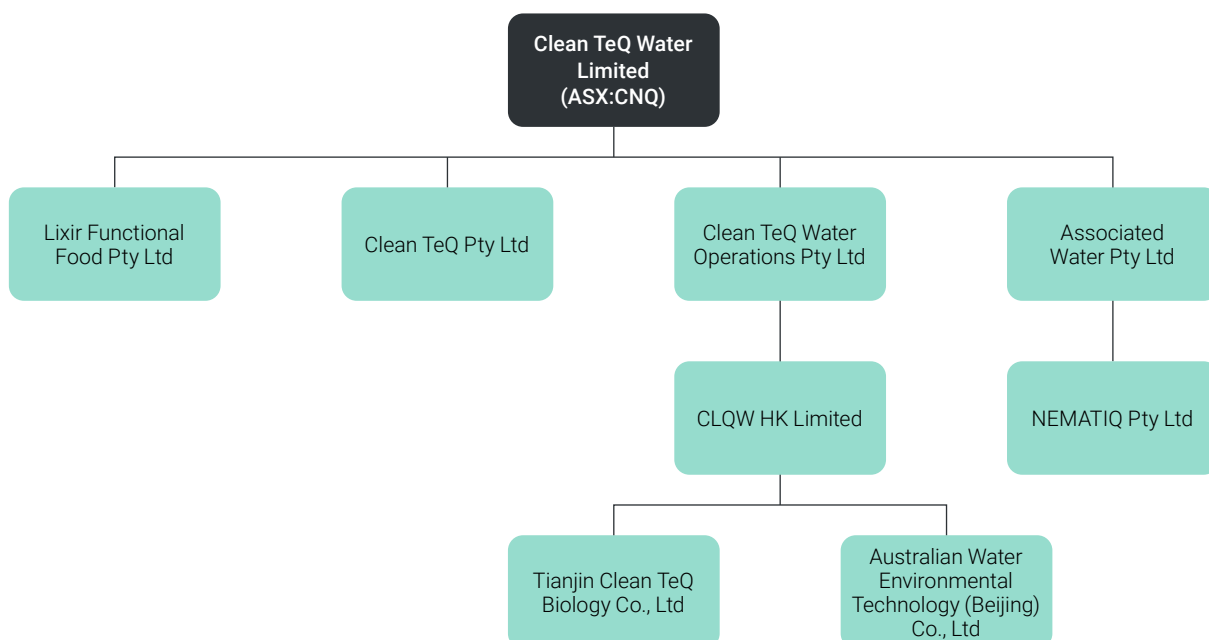 Clean TeQ Water
Limited
(ASX:CNQ)
Lixir Functional
Food Pty Ltd
Clean TeQ Pty Ltd
Clean TeQ Water
Operations Pty Ltd
Associated
Water Pty Ltd
CLQW HK Limited
NEMATIQ Pty Ltd
Tianjin Clean TeQ
Biology Co., Ltd
Australian Water
Environmental
Technology (Beijing)
Co., Ltd